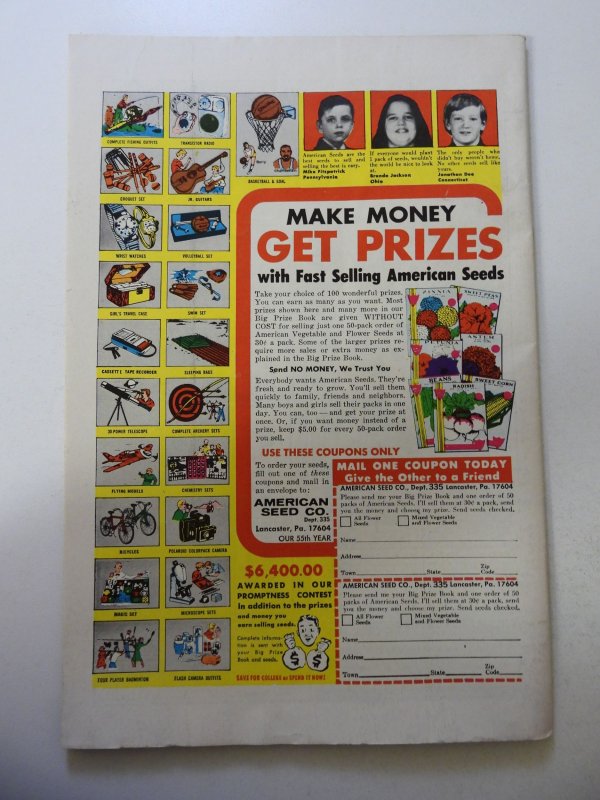 COMPLETE FISHING OUTFITS
TRANSISTOR RADIO
CROQUET SET
JR. GUITARS
WRIST WATCHES
VOLLEYBALL SET
GIRL'S TRAVEL CASE
SWIM SET
CASSETTE TAPE RECORDER
SLEEPING BAGS
30 POWER TELESCOPE
COMPLETE ARCHERY SETS
FLYING MODELS
CHEMISTRY SETS
BICYCLES
POLAROID COLORPACK CAMERA
MAGIC SET
MICROSCOPE SETS
FOUR PLAYER BADMINTON
FLASH CAMERA OUTFITS
BASKETBALL & GOAL
American Seeds are the
best seeds to sell and
selling the best is easy.
Mike Fitzpatrick
Pennsylvania
If everyone would plant
1 pack of seeds, wouldn't
the world be nice to look
at.
Brenda Jackson
Ohio
The only people who
didn't buy weren't home.
No other seeds sell like
yours.
Jonathan Dee
Connecticut
MAKE MONEY
GET PRIZES
with Fast Selling American Seeds
Take your choice of 100 wonderful prizes.
You can earn as many as you want. Most
prizes shown here and many more in our
Big Prize Book are given WITHOUT
COST for selling just one 50-pack order of
American Vegetable and Flower Seeds at
30¢ a pack. Some of the larger prizes re-
quire more sales or extra money as ex-
plained in the Big Prize Book.
Send NO MONEY, We Trust You
Everybody wants American Seeds. They're
fresh and ready to grow. You'll sell them
quickly to family, friends and neighbors.
Many boys and girls sell their packs in one
day. You can, too — and get your prize at
once. Or, if you want money instead of a
prize, keep $5.00 for every 50-pack order
you sell.
ZINNIA
SWEET PEAS
PETUNIA
ASTER
BEANS
RADISH
SWEET CORN
USE THESE COUPONS ONLY
To order your seeds,
fill out one of these
coupons and mail in
an envelope to:
AMERICAN
SEED CO.
Dept. 335
Lancaster, Pa. 17604
OUR 55th YEAR
$6,400.00
AWARDED IN OUR
PROMPTNESS CONTEST
In addition to the prizes
and money you
earn selling seeds.
Complete informa-
tion is sent with
your Big Prize
Book and seeds.
$ $
SAVE FOR COLLEGE or SPEND IT NOW!
MAIL ONE COUPON TODAY
Give the Other to a Friend
AMERICAN SEED CO., Dept. 335 Lancaster, Pa. 17604
Please send me your Big Prize Book and one order of 50
packs of American Seeds. I'll sell them at 30¢ a pack, send
you the money and choose my prize. Send seeds checked.
All Flower
Seeds
Mixed Vegetable
and Flower Seeds
Name
Address
Town State Zip Code
AMERICAN SEED CO., Dept. 335 Lancaster, Pa. 17604
Please send me your Big Prize Book and one order of 50
packs of American Seeds. I'll sell them at 30¢ a pack, send
you the money and choose my prize. Send seeds checked.
All Flower
Seeds
Mixed Vegetable
and Flower Seeds
Name
Address
Town State Zip Code